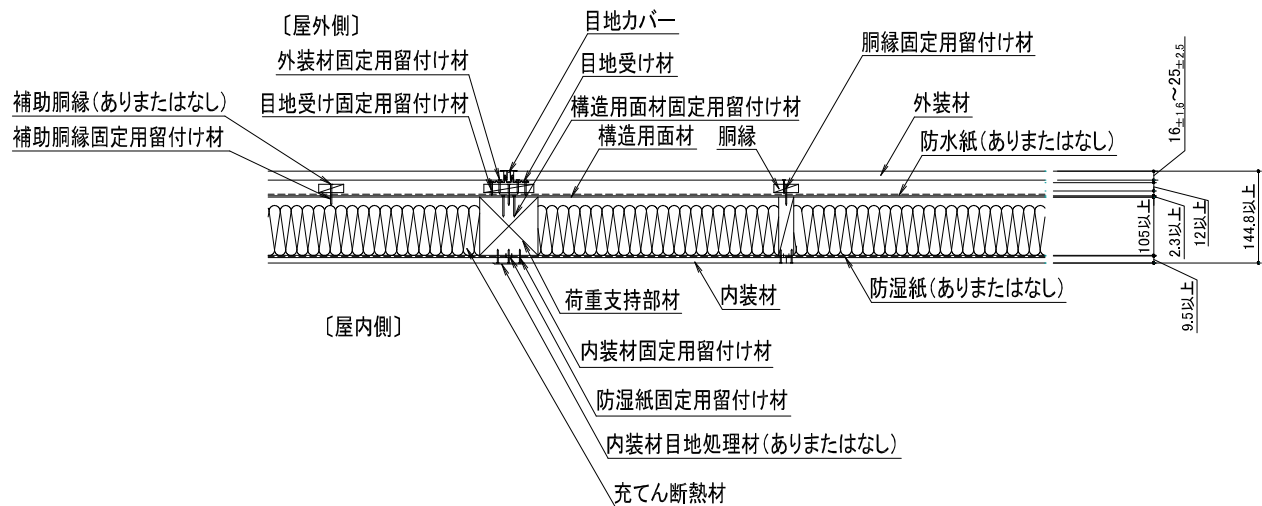 〔屋外側〕
目地カバー
外装材固定用留付け材
目地受け材
胴縁固定用留付け材
補助胴縁(ありまたはなし)
目地受け固定用留付け材
構造用面材固定用留付け材
外装材
補助胴縁固定用留付け材
構造用面材
胴縁
防水紙(ありまたはなし)
16±1.6～25±2.5
105以上
2.3以上
12以上
144.8以上
9.5以上
荷重支持部材
内装材
防湿紙(ありまたはなし)
〔屋内側〕
内装材固定用留付け材
防湿紙固定用留付け材
内装材目地処理材(ありまたはなし)
充てん断熱材